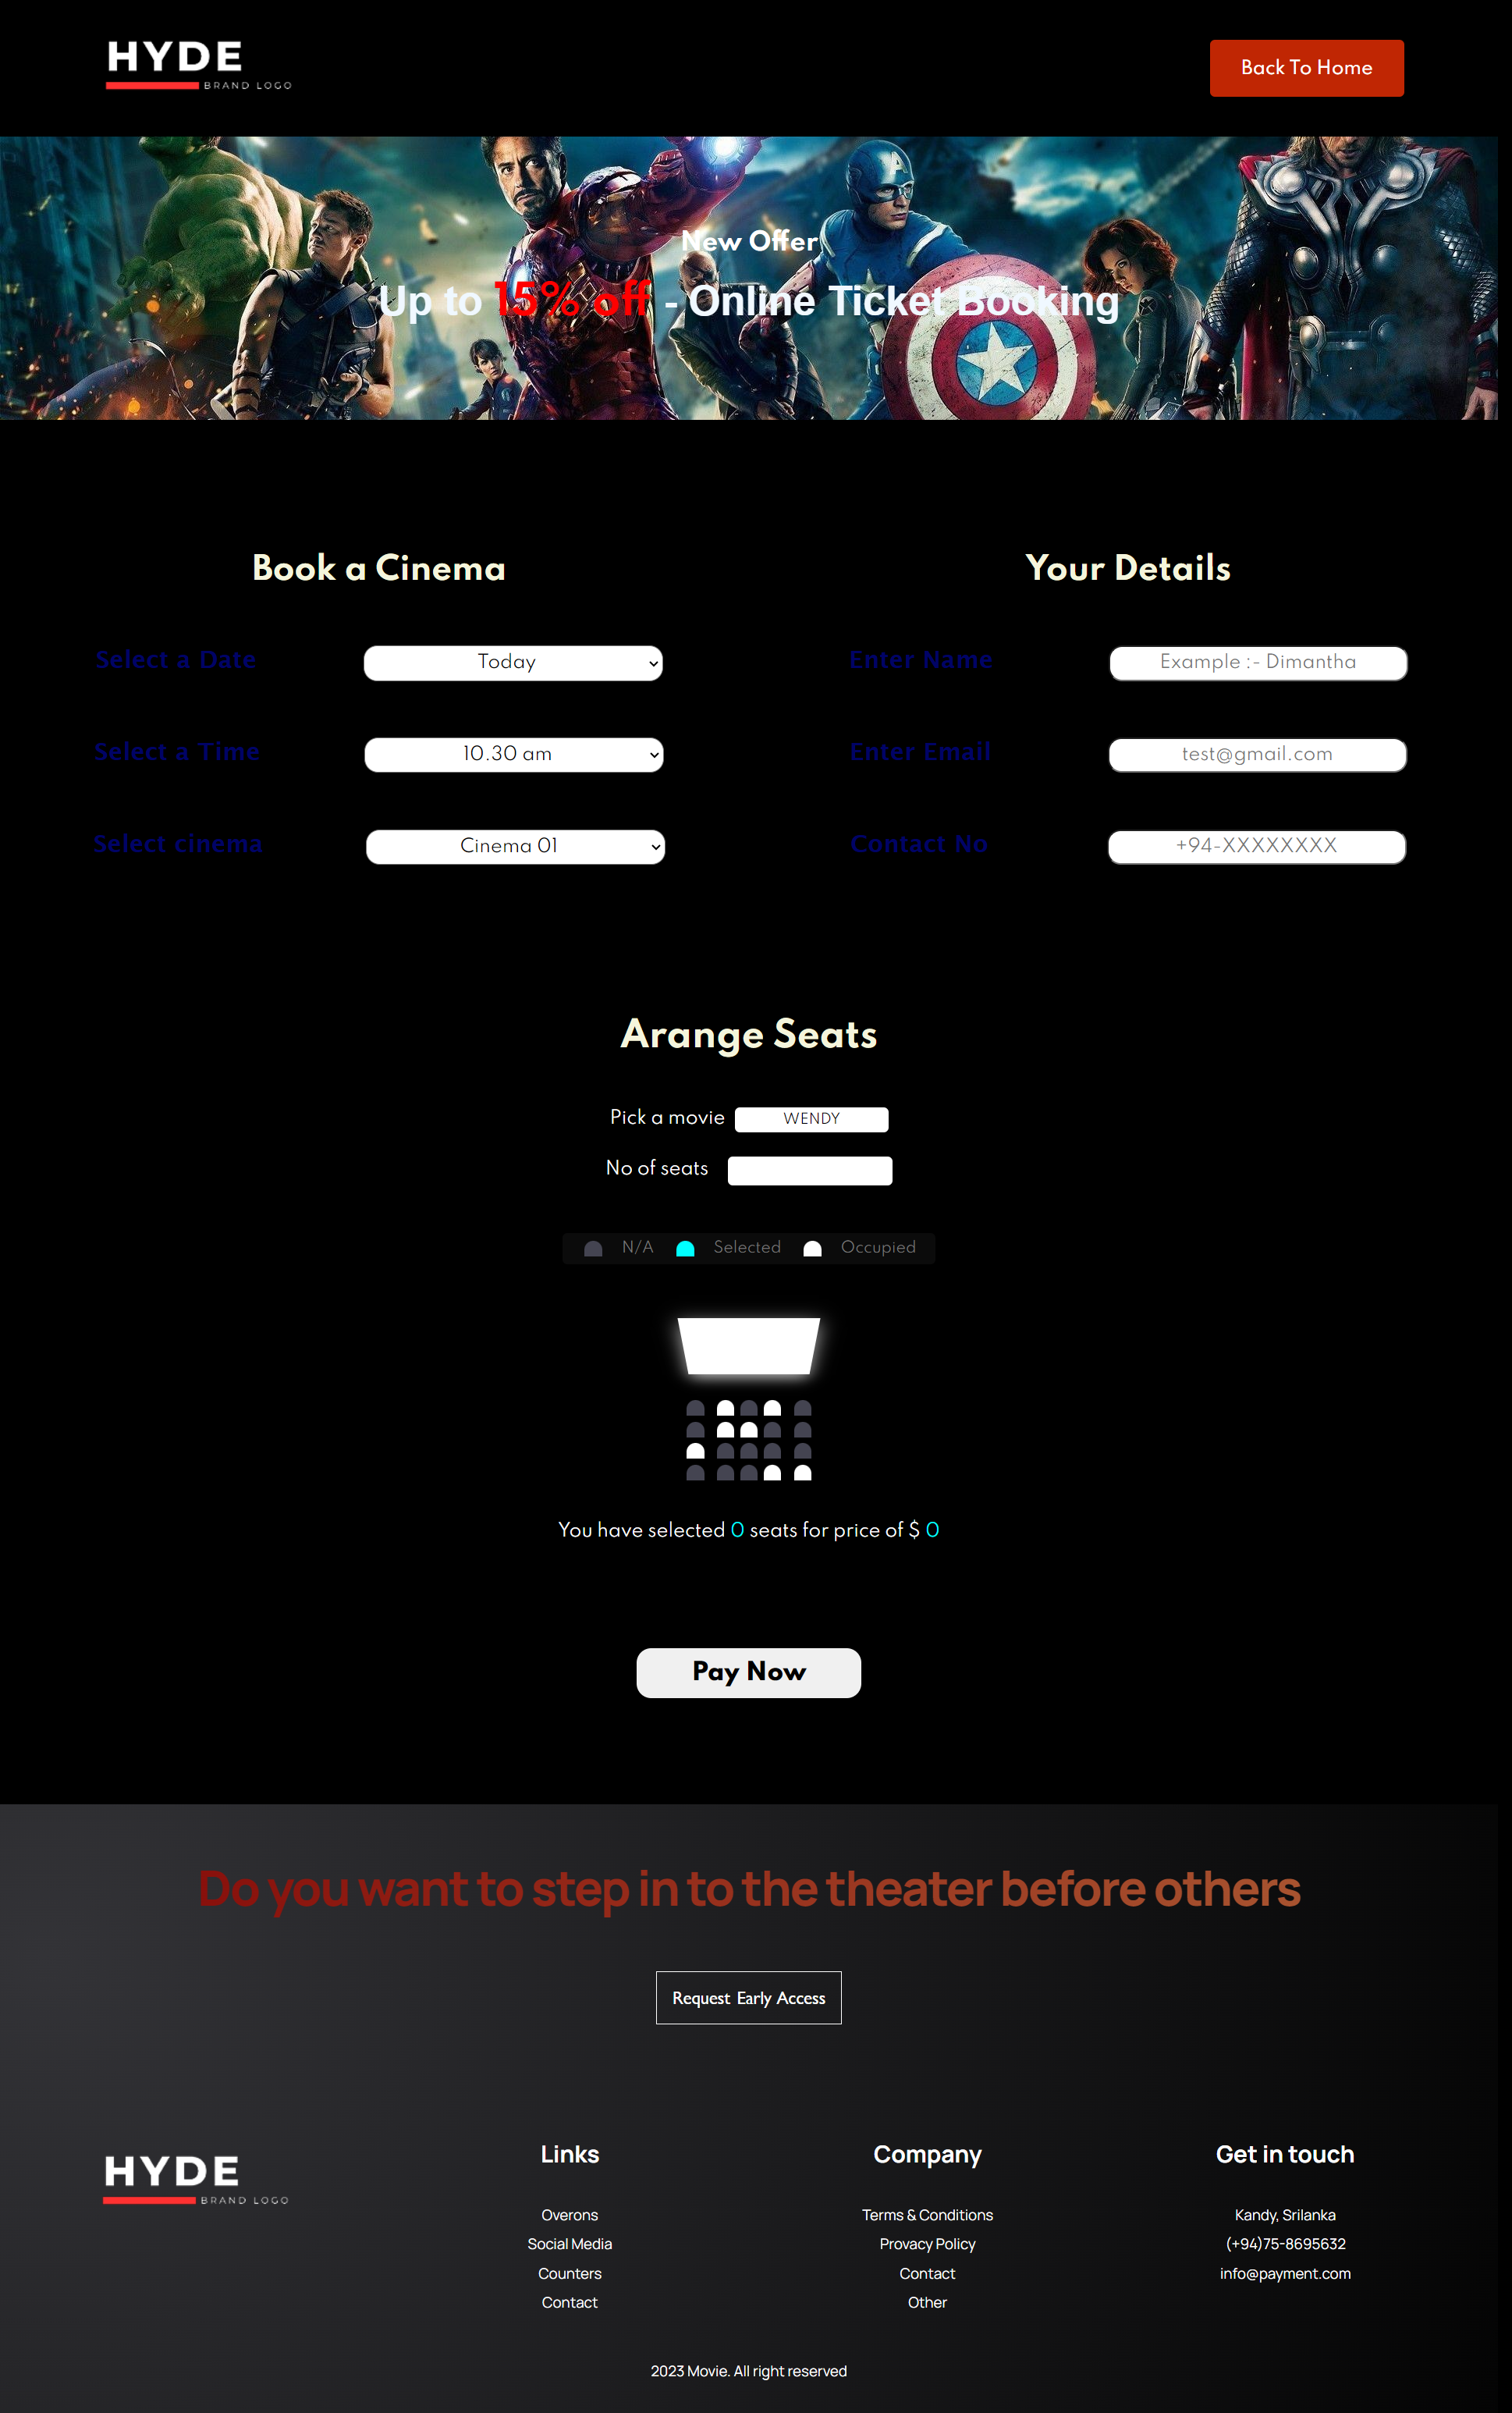 HYDE
BRAND LOGO
Back To Home
New Offer
Up to 15% off - Online Ticket Booking
Book a Cinema
Your Details
Select a Date
Today
Enter Name
Example :- Dimantha
Select a Time
10.30 am
Enter Email
test@gmail.com
Select cinema
Cinema 01
Contact No
+94-XXXXXXXX
Arange Seats
Pick a movie WENDY
No of seats
N/A Selected Occupied
You have selected 0 seats for price of $ 0
Pay Now
Do you want to step in to the theater before others
Request Early Access
HYDE
BRAND LOGO
Links
Overons
Social Media
Counters
Contact
Company
Terms & Conditions
Provacy Policy
Contact
Other
Get in touch
Kandy, Srilanka
(+94)75-8695632
info@payment.com
2023 Movie. All right reserved